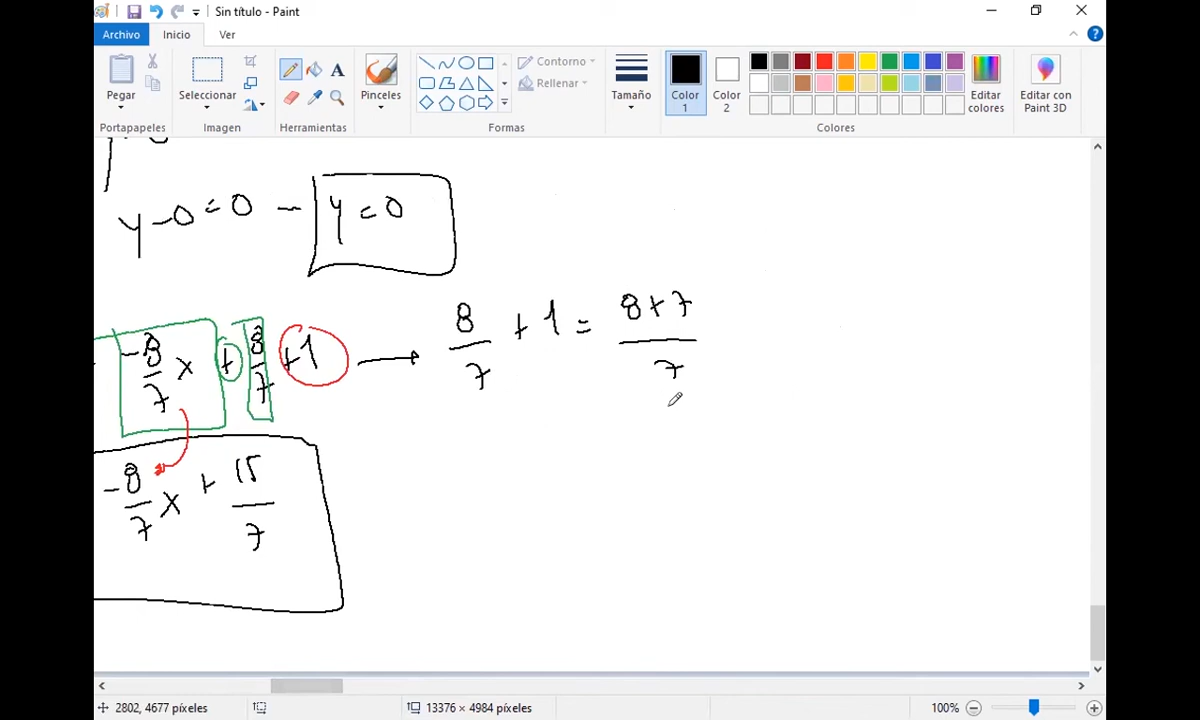 Sin título - Paint
Archivo Inicio Ver
Pegar Seleccionar Pinceles Contorno Rellenar Tamaño Color 1 Color 2 Editar colores Editar con Paint 3D
Portapapeles Imagen Herramientas Formas Colores
y-0=0 - y=0
-8/7 x + 8/7 + 1 → 8/7 + 1 = 8+7/7
-8/7 x + 15/7
2802, 4677 píxeles 13376 × 4984 píxeles 100%